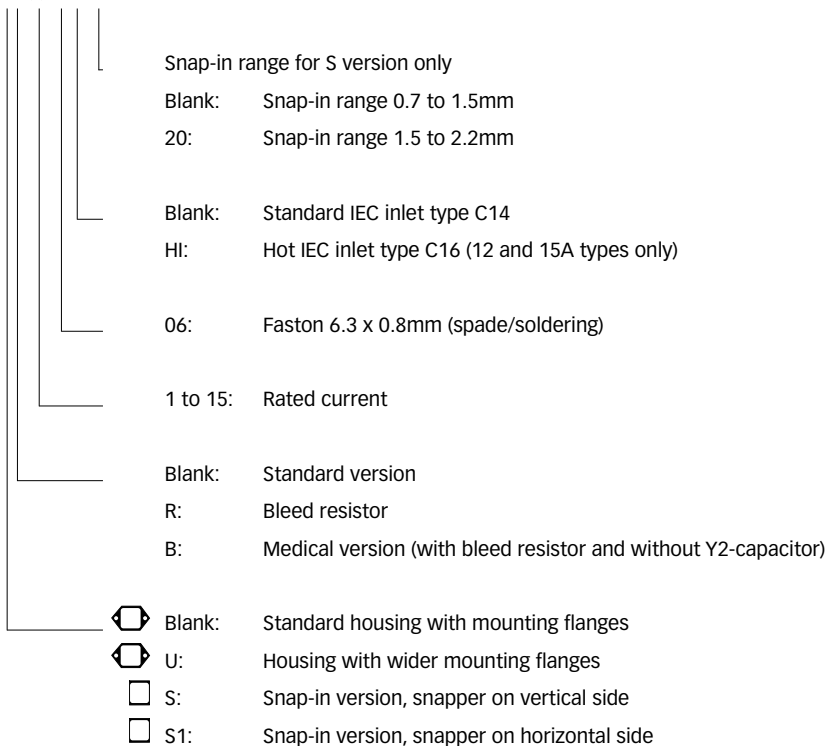 Snap-in range for S version only
Blank: Snap-in range 0.7 to 1.5mm
20: Snap-in range 1.5 to 2.2mm
Blank: Standard IEC inlet type C14
HI: Hot IEC inlet type C16 (12 and 15A types only)
06: Faston 6.3 x 0.8mm (spade/soldering)
1 to 15: Rated current
Blank: Standard version
R: Bleed resistor
B: Medical version (with bleed resistor and without Y2-capacitor)
Blank: Standard housing with mounting flanges
U: Housing with wider mounting flanges
S: Snap-in version, snapper on vertical side
S1: Snap-in version, snapper on horizontal side